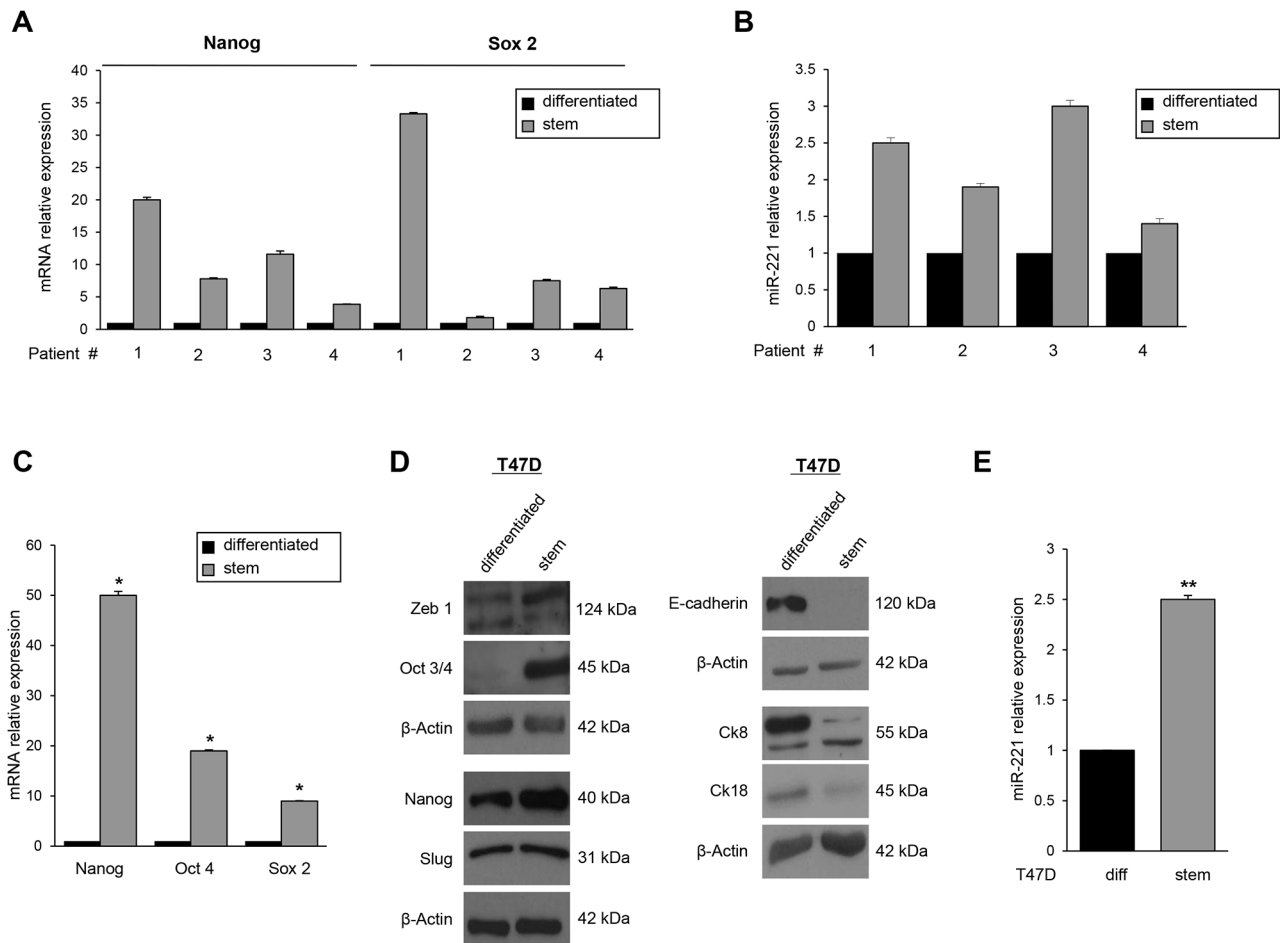 A
Nanog
Sox 2
mRNA relative expression
40
35
30
25
20
15
10
5
0
differentiated
stem
Patient #
1 2 3 4 1 2 3 4
B
miR-221 relative expression
3.5
3
2.5
2
1.5
1
0.5
0
differentiated
stem
Patient #
1 2 3 4
C
mRNA relative expression
60
50
40
30
20
10
0
differentiated
stem
*
*
*
Nanog Oct 4 Sox 2
D
T47D
differentiated
stem
Zeb 1 124 kDa
Oct 3/4 45 kDa
β-Actin 42 kDa
Nanog 40 kDa
Slug 31 kDa
β-Actin 42 kDa
T47D
differentiated
stem
E-cadherin 120 kDa
β-Actin 42 kDa
Ck8 55 kDa
Ck18 45 kDa
β-Actin 42 kDa
E
miR-221 relative expression
3
2.5
2
1.5
1
0.5
0
**
T47D diff stem